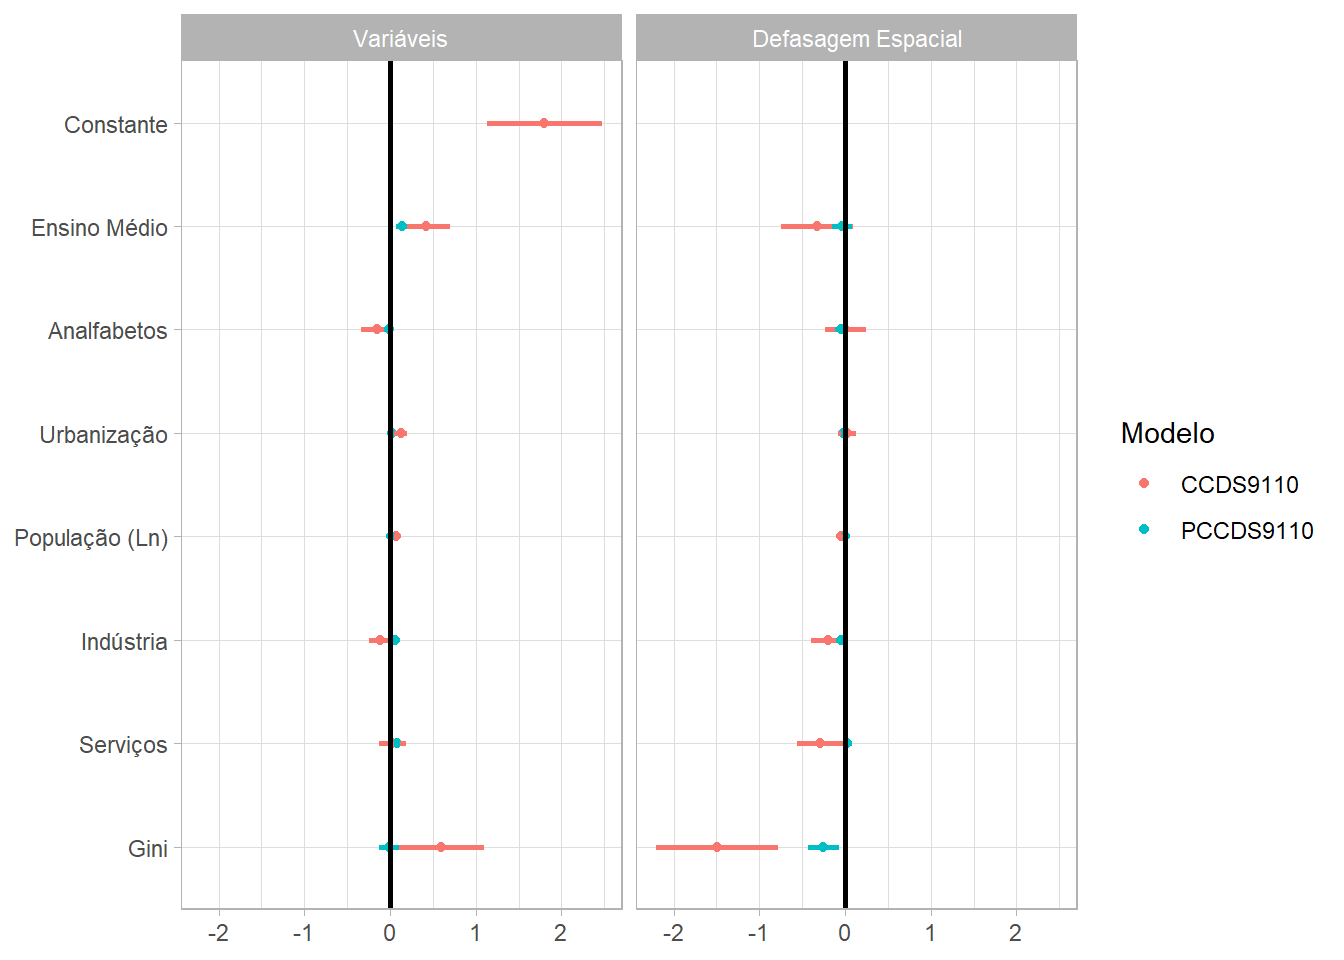 Variáveis
Defasagem Espacial
Constante
Ensino Médio
Analfabetos
Urbanização
População (Ln)
Indústria
Serviços
Gini
-2 -1 0 1 2
-2 -1 0 1 2
Modelo
CCDS9110
PCCDS9110